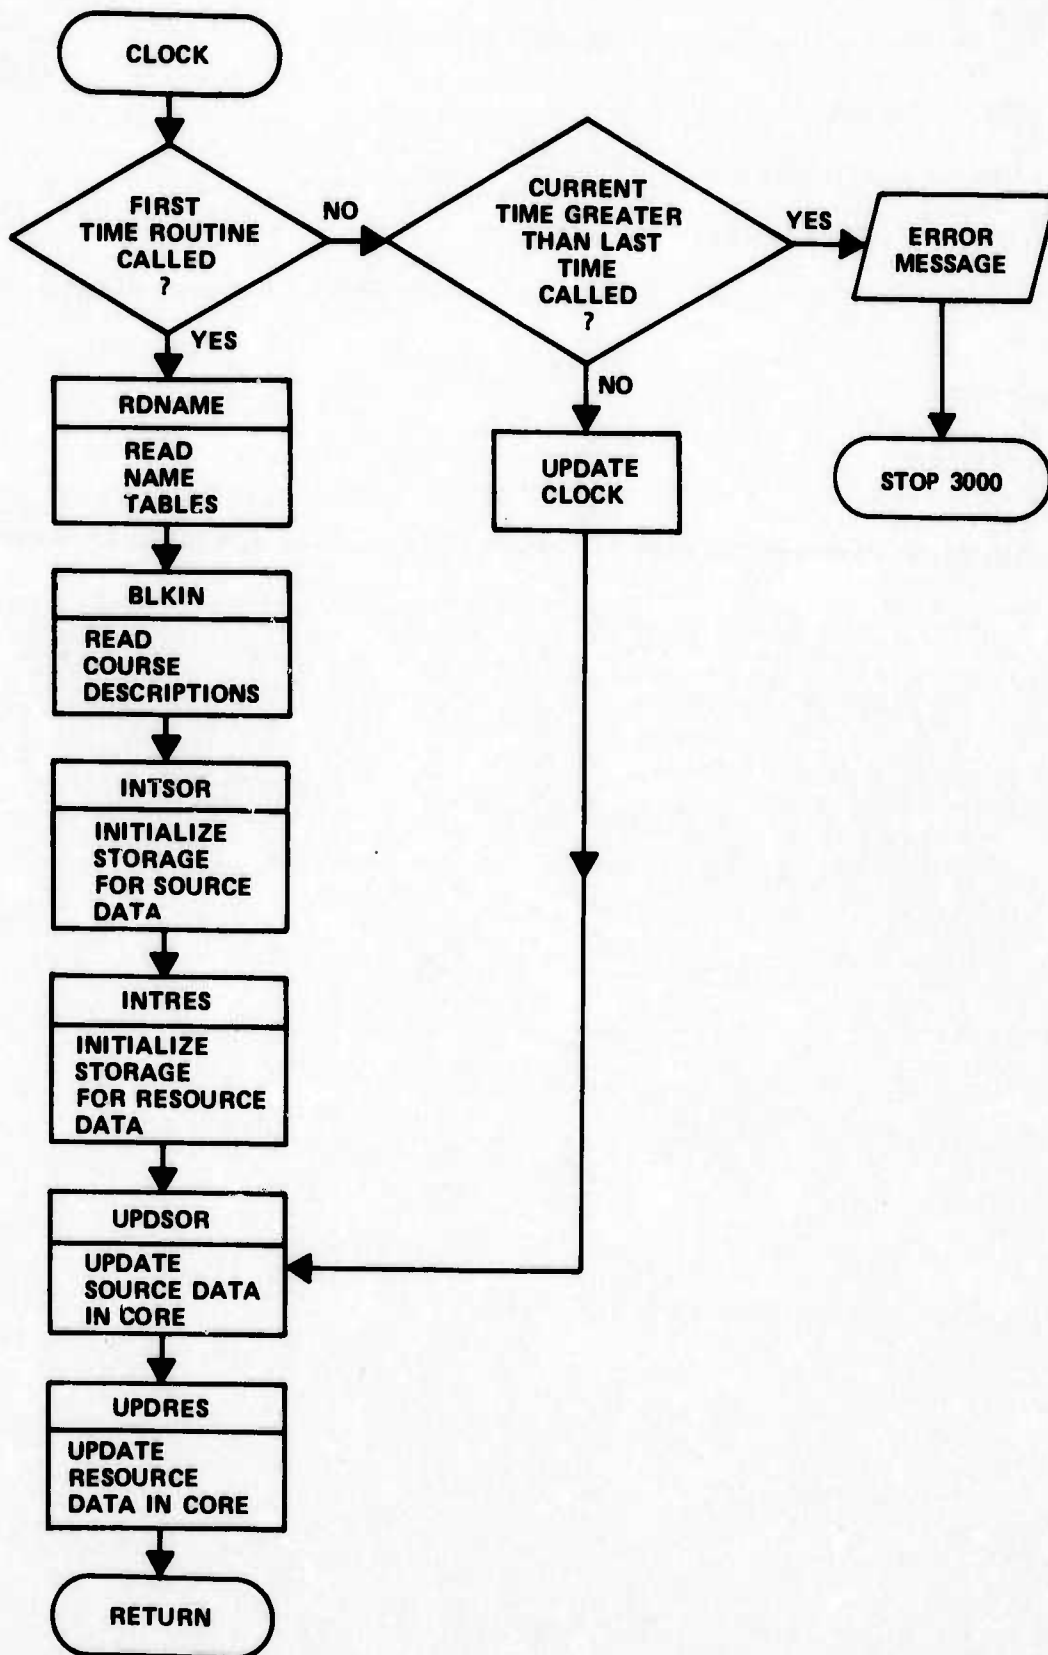 CLOCK
FIRST
TIME ROUTINE
CALLED
?
NO
YES
CURRENT
TIME GREATER
THAN LAST
TIME
CALLED
?
YES
NO
ERROR
MESSAGE
STOP 3000
UPDATE
CLOCK
RDNAME
READ
NAME
TABLES
BLKIN
READ
COURSE
DESCRIPTIONS
INTSOR
INITIALIZE
STORAGE
FOR SOURCE
DATA
INTRES
INITIALIZE
STORAGE
FOR RESOURCE
DATA
UPDSOR
UPDATE
SOURCE DATA
IN CORE
UPDRES
UPDATE
RESOURCE
DATA IN CORE
RETURN